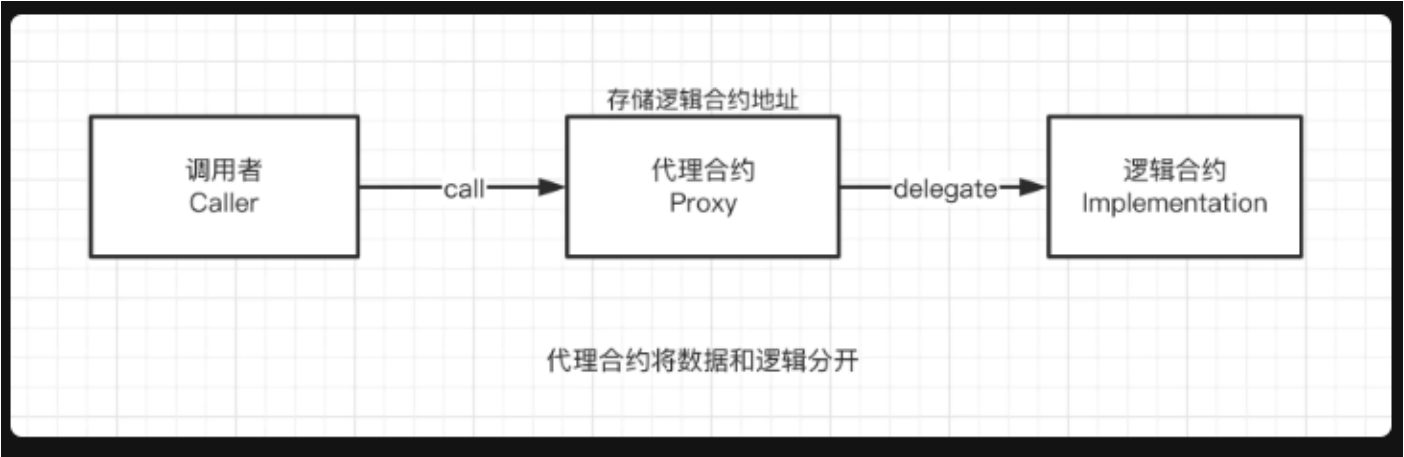 存储逻辑合约地址
调用者
Caller
call
代理合约
Proxy
delegate
逻辑合约
Implementation
代理合约将数据和逻辑分开